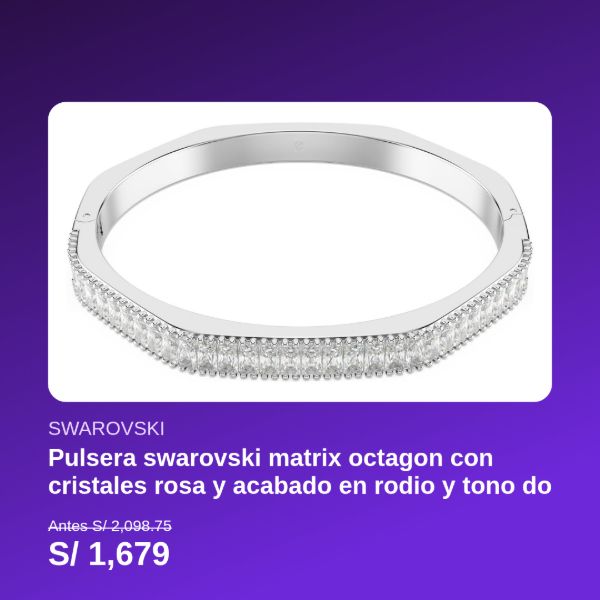 SWAROVSKI
Pulsera swarovski matrix octagon con
cristales rosa y acabado en rodio y tono do
Antes S/ 2,098.75
S/ 1,679